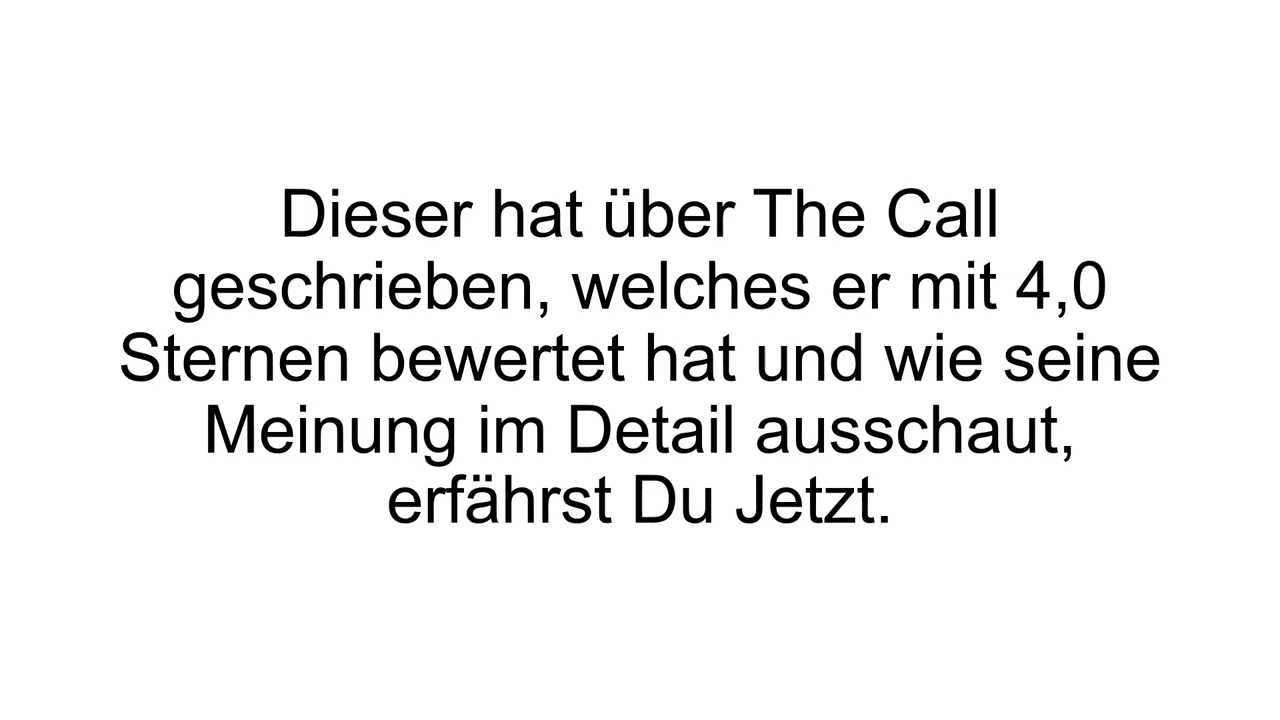 Dieser hat über The Call
geschrieben, welches er mit 4,0
Sternen bewertet hat und wie seine
Meinung im Detail ausschaut,
erfährst Du Jetzt.